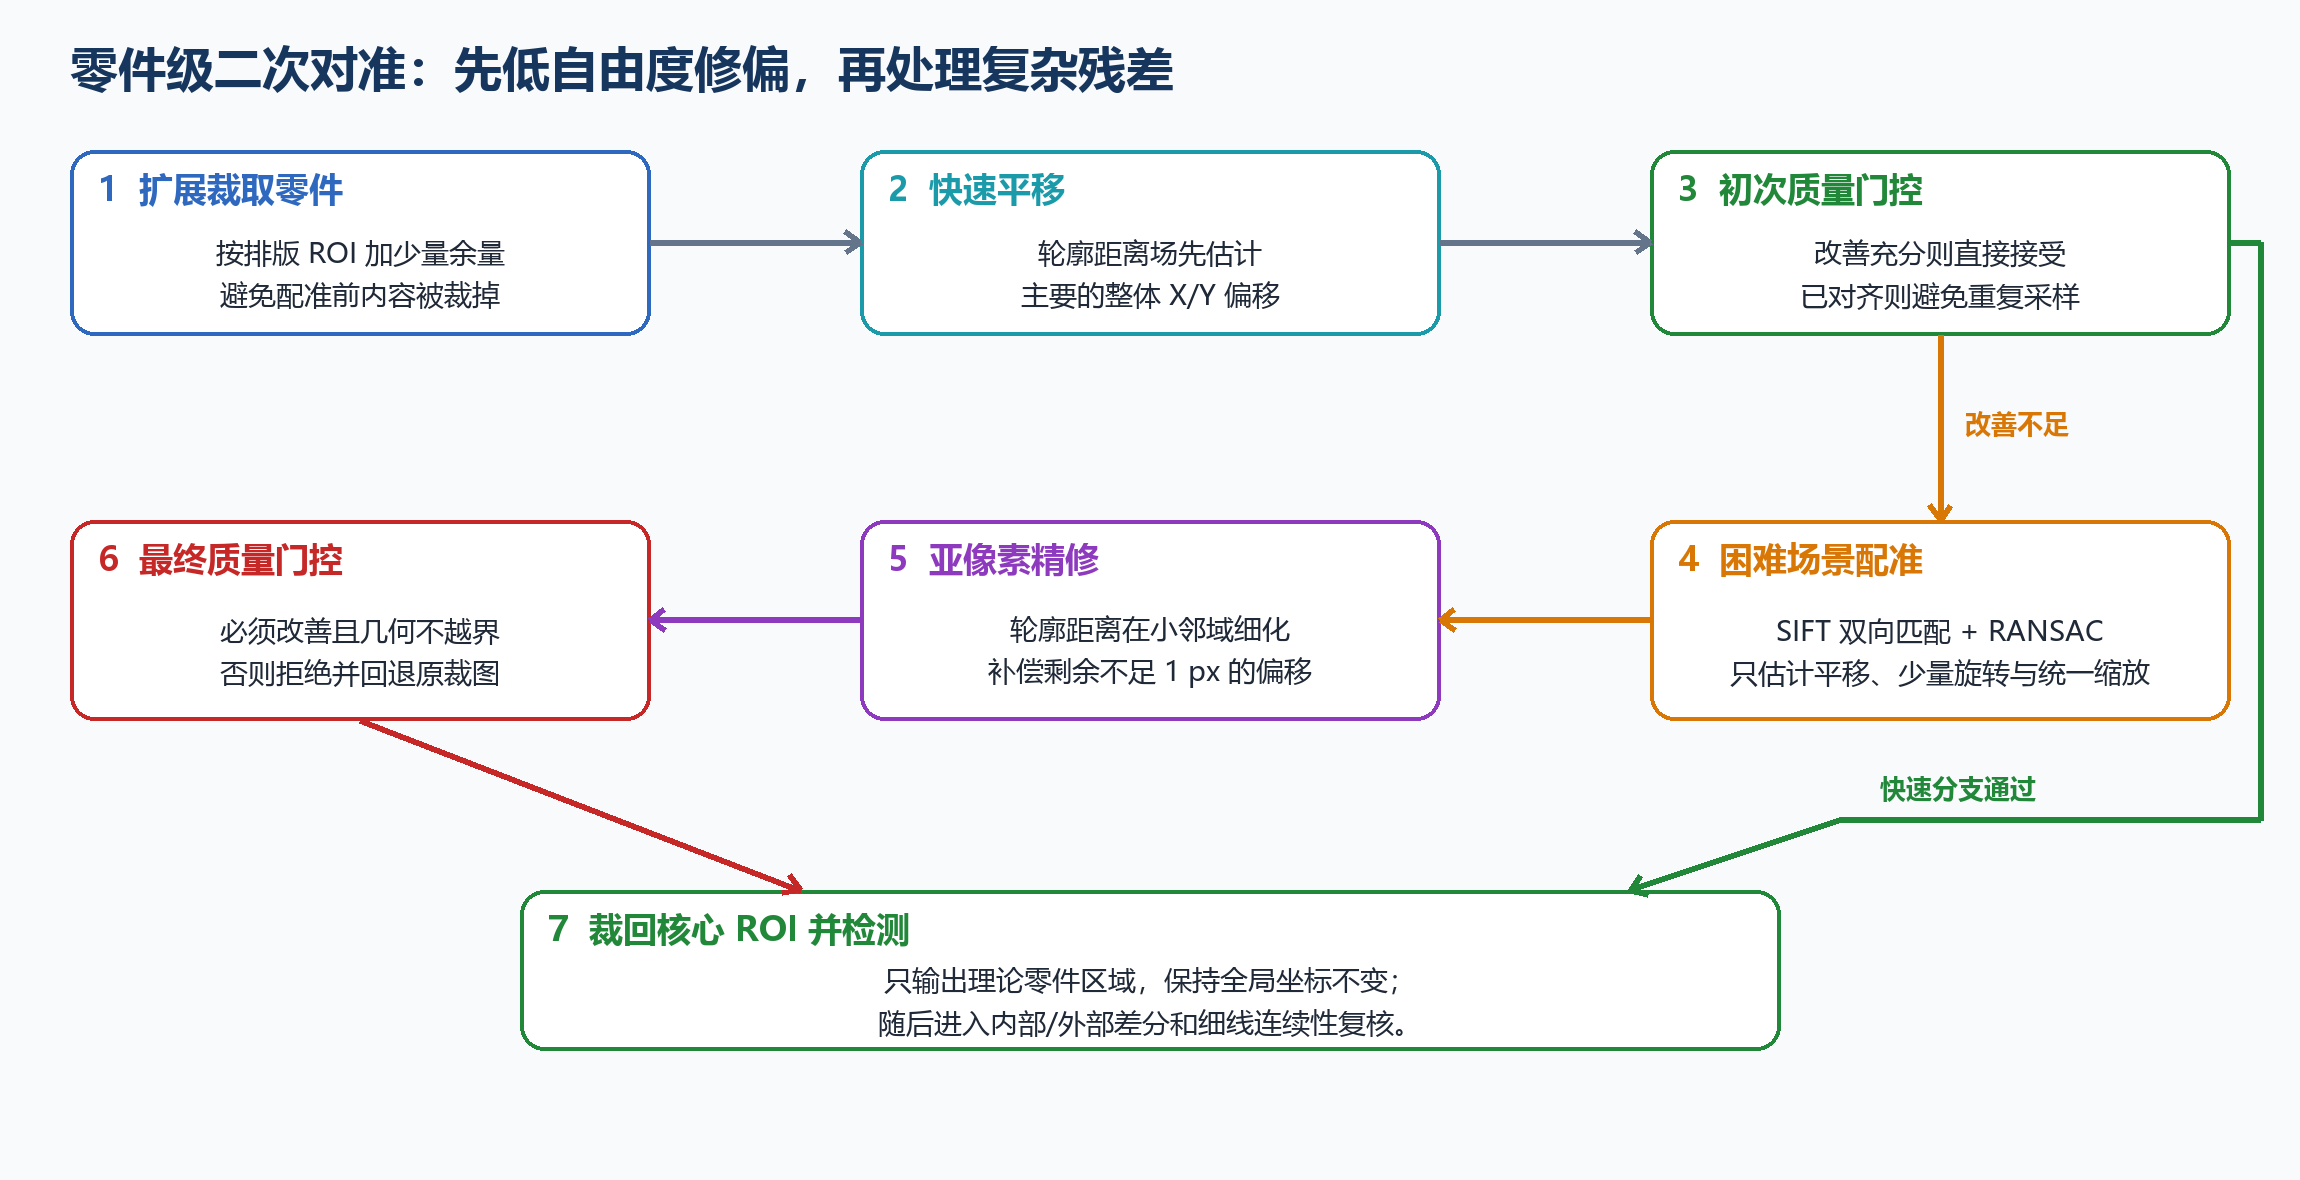 零件级二次对准：先低自由度修偏，再处理复杂残差
1 扩展裁取零件
按排版 ROI 加少量余量
避免配准前内容被裁掉
2 快速平移
轮廓距离场先估计
主要的整体 X/Y 偏移
3 初次质量门控
改善充分则直接接受
已对齐则避免重复采样
改善不足
4 困难场景配准
SIFT 双向匹配 + RANSAC
只估计平移、少量旋转与统一缩放
5 亚像素精修
轮廓距离在小邻域细化
补偿剩余不足 1 px 的偏移
6 最终质量门控
必须改善且几何不越界
否则拒绝并回退原裁图
快速分支通过
7 裁回核心 ROI 并检测
只输出理论零件区域，保持全局坐标不变；
随后进入内部/外部差分和细线连续性复核。